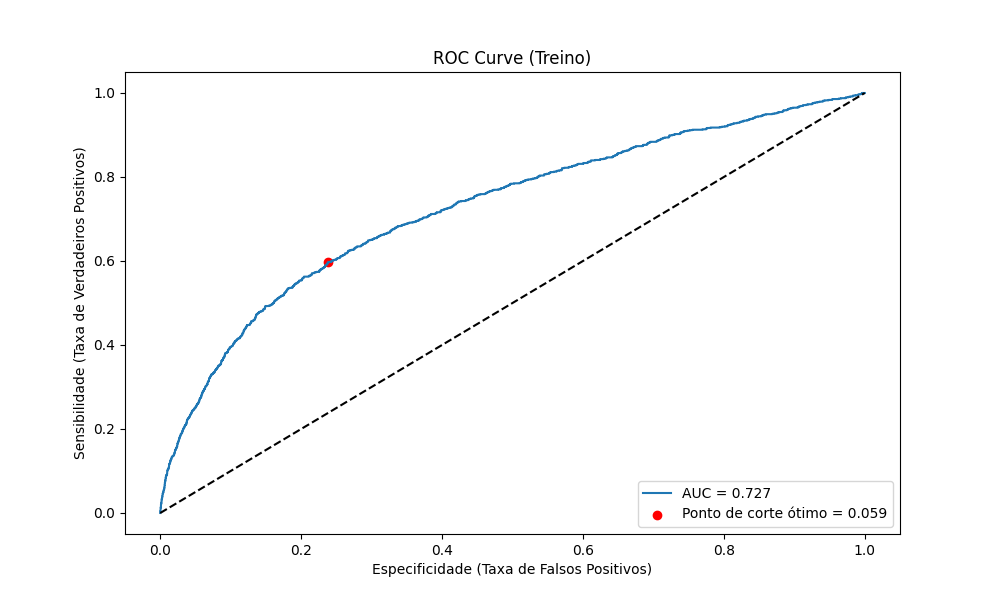 ROC Curve (Treino)
Sensibilidade (Taxa de Verdadeiros Positivos)
1.0
0.8
0.6
0.4
0.2
0.0
AUC = 0.727
Ponto de corte ótimo = 0.059
0.0 0.2 0.4 0.6 0.8 1.0
Especificidade (Taxa de Falsos Positivos)